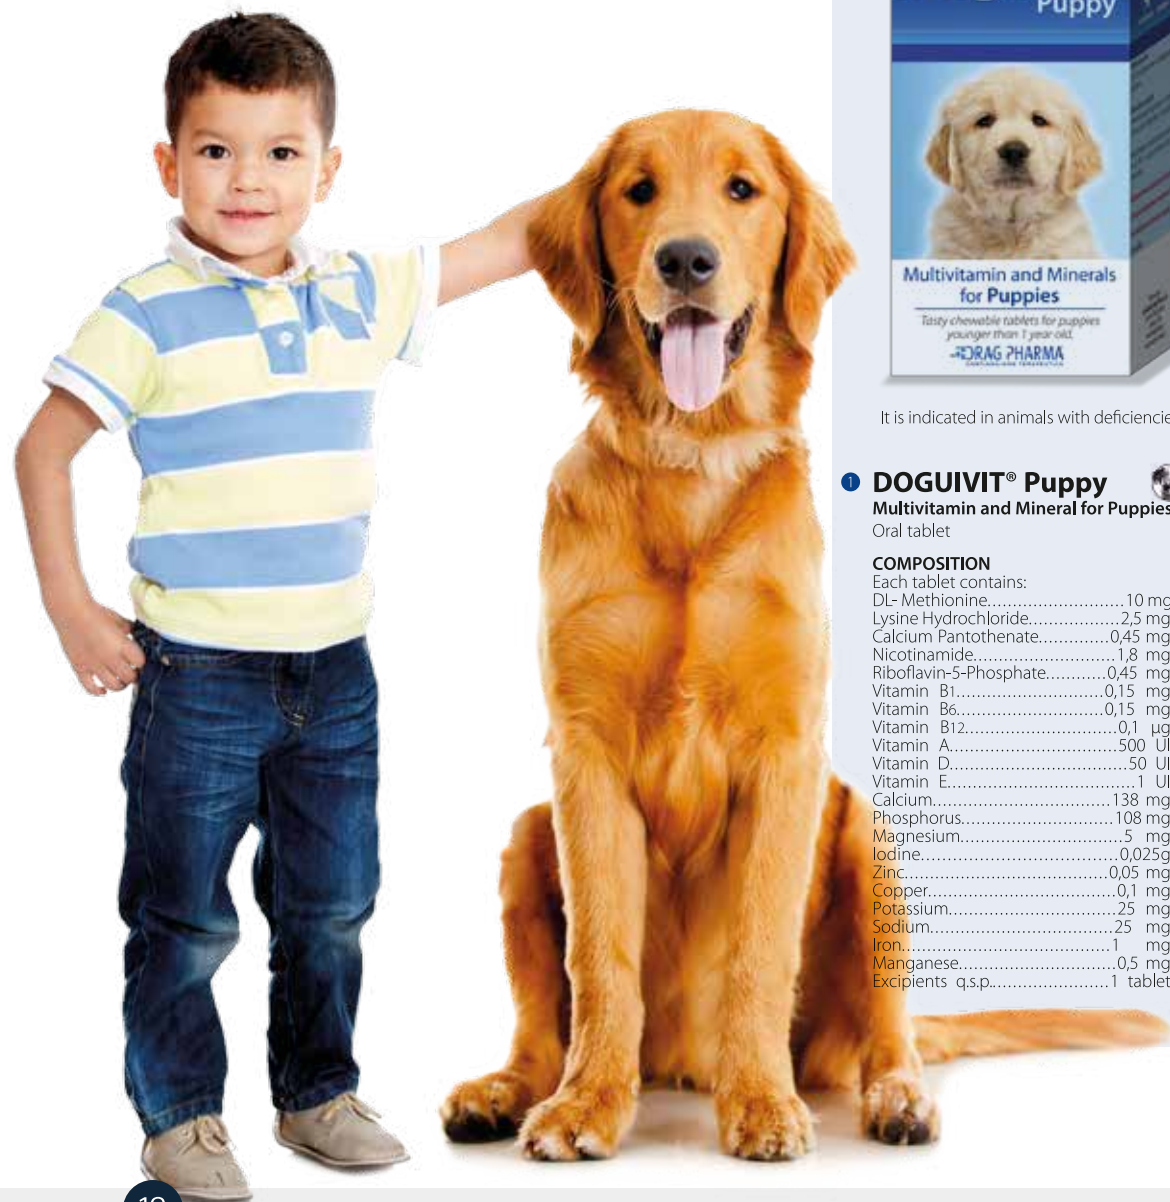 Puppy
Multivitamin and Minerals
for Puppies
Tasty chewable tablets for puppies
younger than 1 year old.
DRAG PHARMA
It is indicated in animals with deficiencie
1 DOGUIVIT® Puppy
Multivitamin and Mineral for Puppies
Oral tablet
COMPOSITION
Each tablet contains:
DL- Methionine...........................10 mg
Lysine Hydrochloride..................2,5 mg
Calcium Pantothenate..............0,45 mg
Nicotinamide............................1,8 mg
Riboflavin-5-Phosphate............0,45 mg
Vitamin B1.............................0,15 mg
Vitamin B6.............................0,15 mg
Vitamin B12..............................0,1 µg
Vitamin A.................................500 UI
Vitamin D...................................50 UI
Vitamin E.....................................1 UI
Calcium...................................138 mg
Phosphorus..............................108 mg
Magnesium................................5 mg
Iodine.......................................0,025g
Zinc........................................0,05 mg
Copper.....................................0,1 mg
Potassium.................................25 mg
Sodium....................................25 mg
Iron.........................................1 mg
Manganese...............................0,5 mg
Excipients q.s.p.......................1 tablet